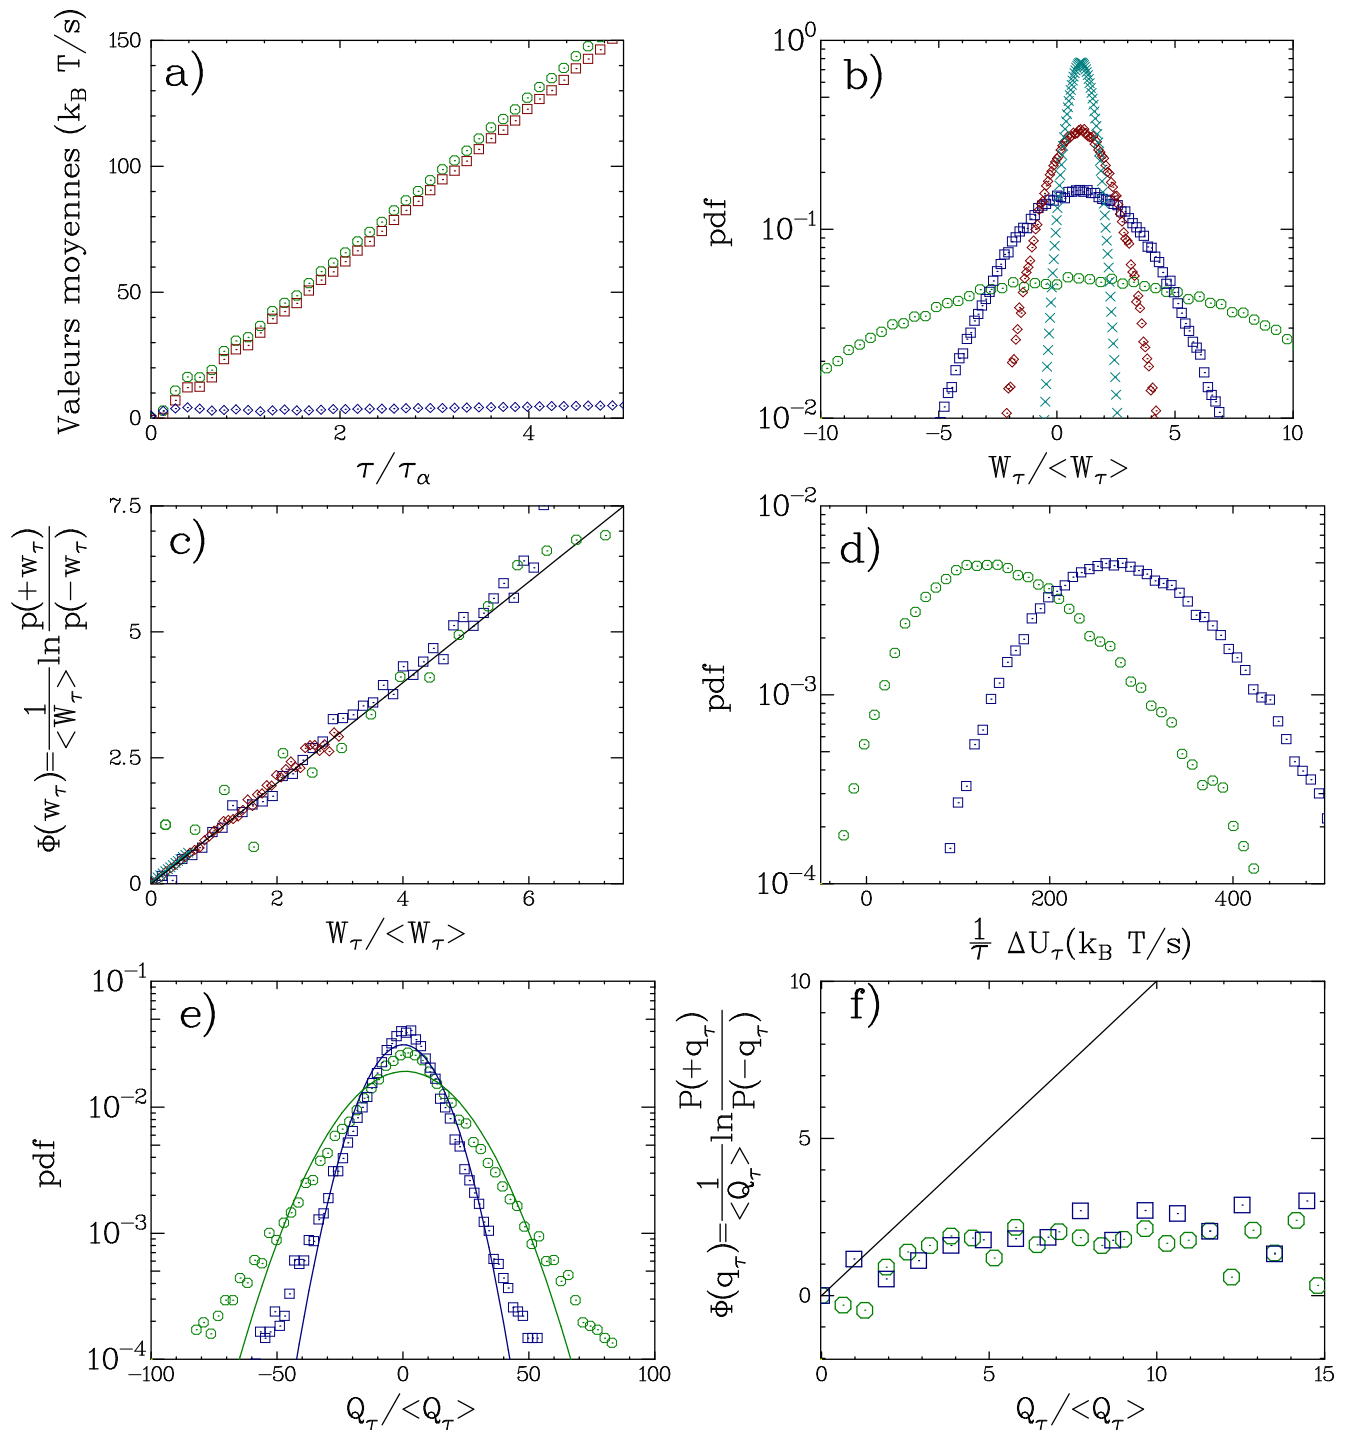 a)
Valeurs moyennes (k_B T/s)
150
100
50
0
0 2 4
τ/τ_α
b)
pdf
10^0
10^-1
10^-2
-10 -5 0 5 10
W_τ/<W_τ>
c)
Φ(w_τ)=1/<W_τ> ln p(+w_τ)/p(−w_τ)
7.5
5
2.5
0
0 2 4 6
W_τ/<W_τ>
d)
pdf
10^-2
10^-3
10^-4
0 200 400
1/τ ΔU_τ(k_B T/s)
e)
pdf
10^-1
10^-2
10^-3
10^-4
-100 -50 0 50 100
Q_τ/<Q_τ>
f)
Φ(q_τ)=1/<Q_τ> ln P(+q_τ)/P(−q_τ)
10
5
0
0 5 10 15
Q_τ/<Q_τ>